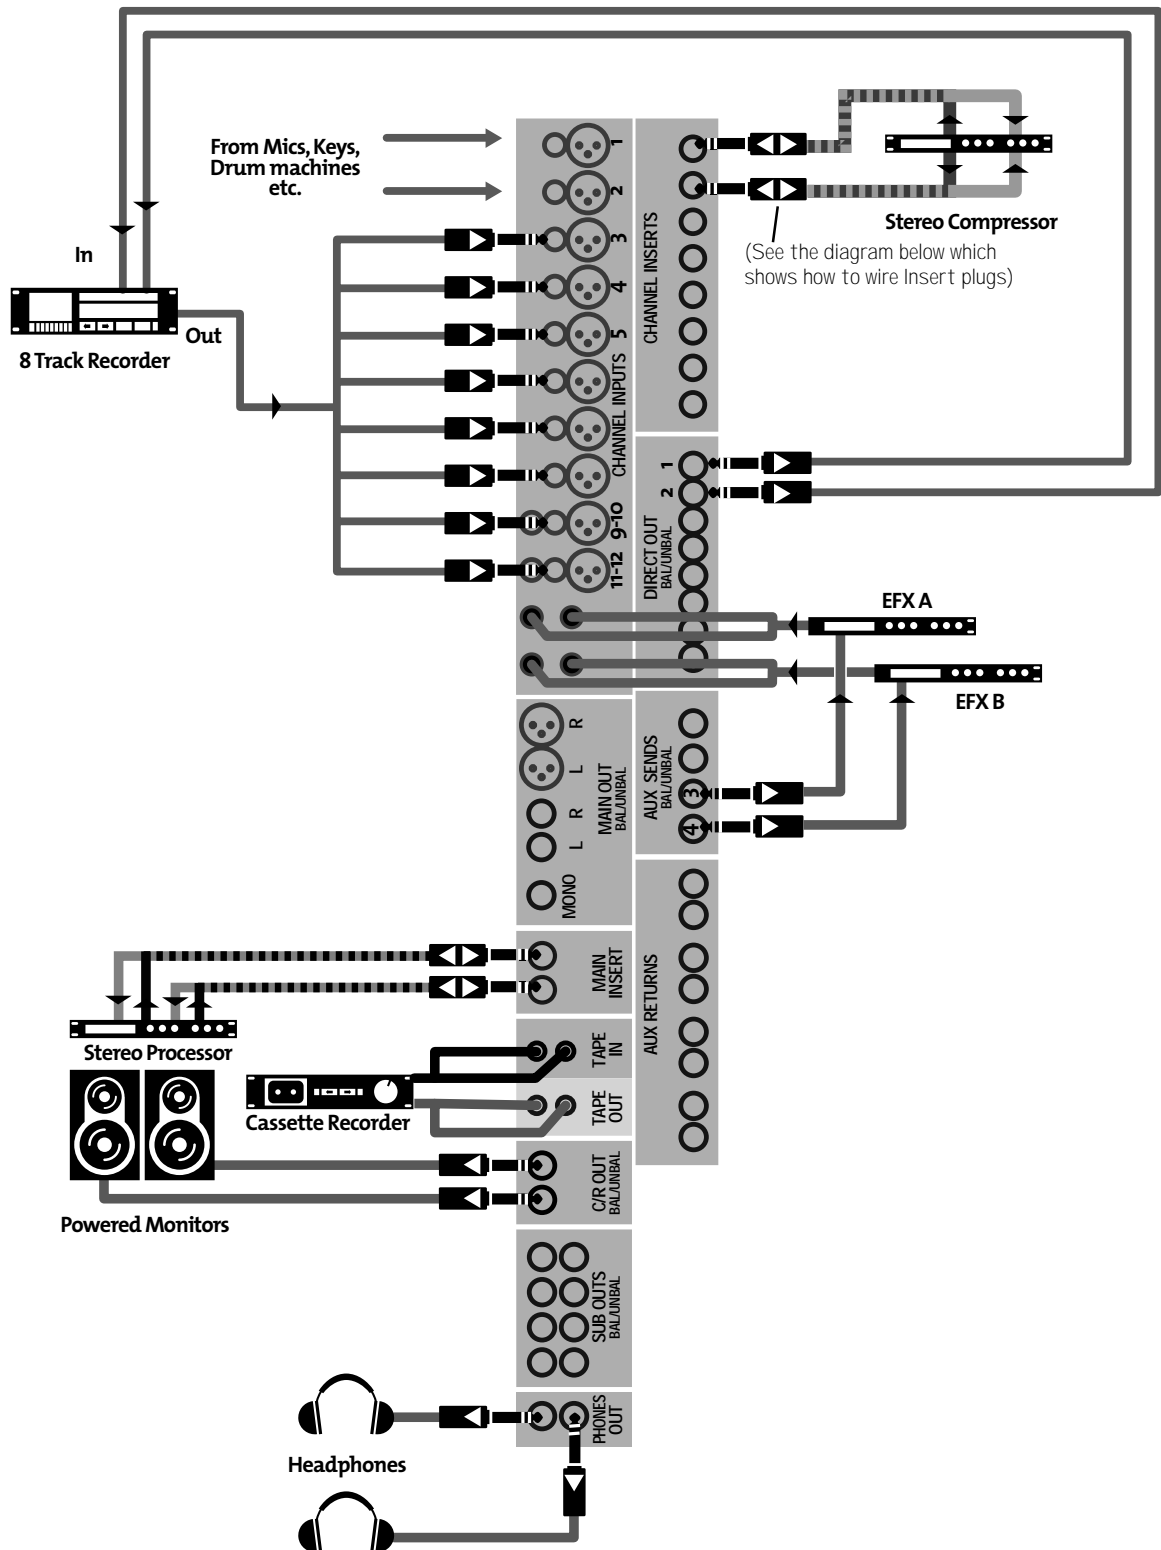 From Mics, Keys,
Drum machines
etc.
In
Out
8 Track Recorder
1
2
3
4
5
CHANNEL INPUTS
9-10
11-12
CHANNEL INSERTS
Stereo Compressor
(See the diagram below which
shows how to wire Insert plugs)
1
2
DIRECT OUT
BAL/UNBAL
EFX A
EFX B
R
L
R
L
MAIN OUT
BAL/UNBAL
MONO
AUX SENDS
BAL/UNBAL
3
4
MAIN
INSERT
AUX RETURNS
Stereo Processor
TAPE
IN
Cassette Recorder
TAPE
OUT
C/R OUT
BAL/UNBAL
Powered Monitors
SUB OUTS
BAL/UNBAL
PHONES
OUT
Headphones